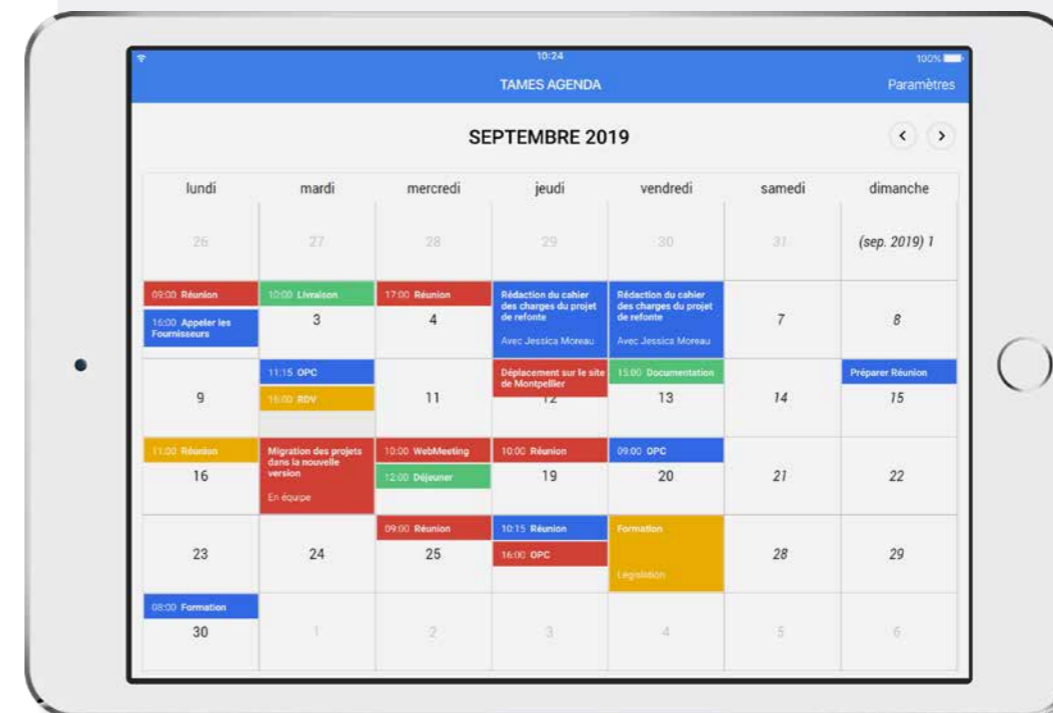 10:24
100%
TAMES AGENDA
Paramètres
SEPTEMBRE 2019
lundi mardi mercredi jeudi vendredi samedi dimanche
26 27 28 29 30 31 (sep. 2019) 1
09:00 Réunion
16:00 Appeler les
Fournisseurs
10:00 Livraison
3
17:00 Réunion
4
Rédaction du cahier
des charges du projet
de refonte
Avec Jessica Moreau
Rédaction du cahier
des charges du projet
de refonte
Avec Jessica Moreau
7
8
9
11:15 OPC
16:00 RDV
11
Déplacement sur le site
de Montpellier
12
15:00 Documentation
13
14
Préparer Réunion
15
11:00 Réunion
16
Migration des projets
dans la nouvelle
version
En équipe
10:00 WebMeeting
12:00 Déjeuner
10:00 Réunion
19
09:00 OPC
20
21
22
23
24
09:00 Réunion
25
10:15 Réunion
16:00 OPC
Formation
Législation
28
29
08:00 Formation
30
1
2
3
4
5
6